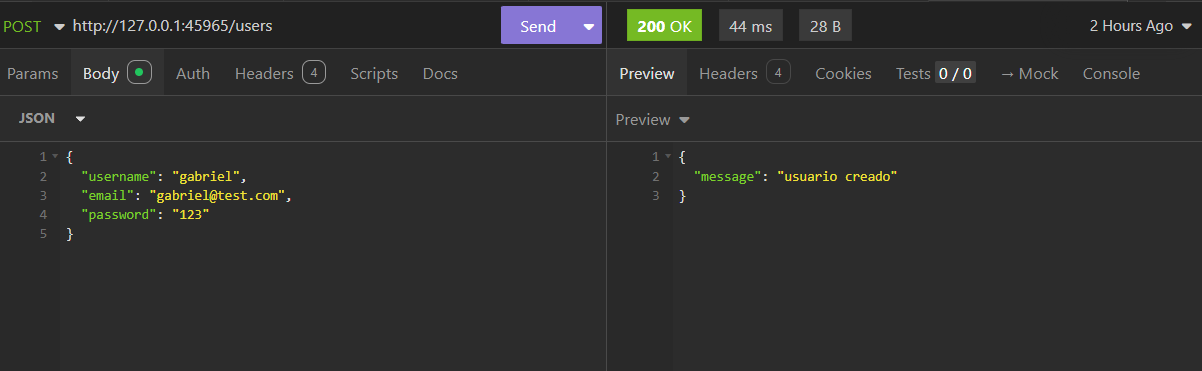 POST http://127.0.0.1:45965/users Send 200 OK 44 ms 28 B 2 Hours Ago
Params Body Auth Headers 4 Scripts Docs
Preview Headers 4 Cookies Tests 0 / 0 → Mock Console
JSON
1 {
2 "username": "gabriel",
3 "email": "gabriel@test.com",
4 "password": "123"
5 }
Preview
1 {
2 "message": "usuario creado"
3 }